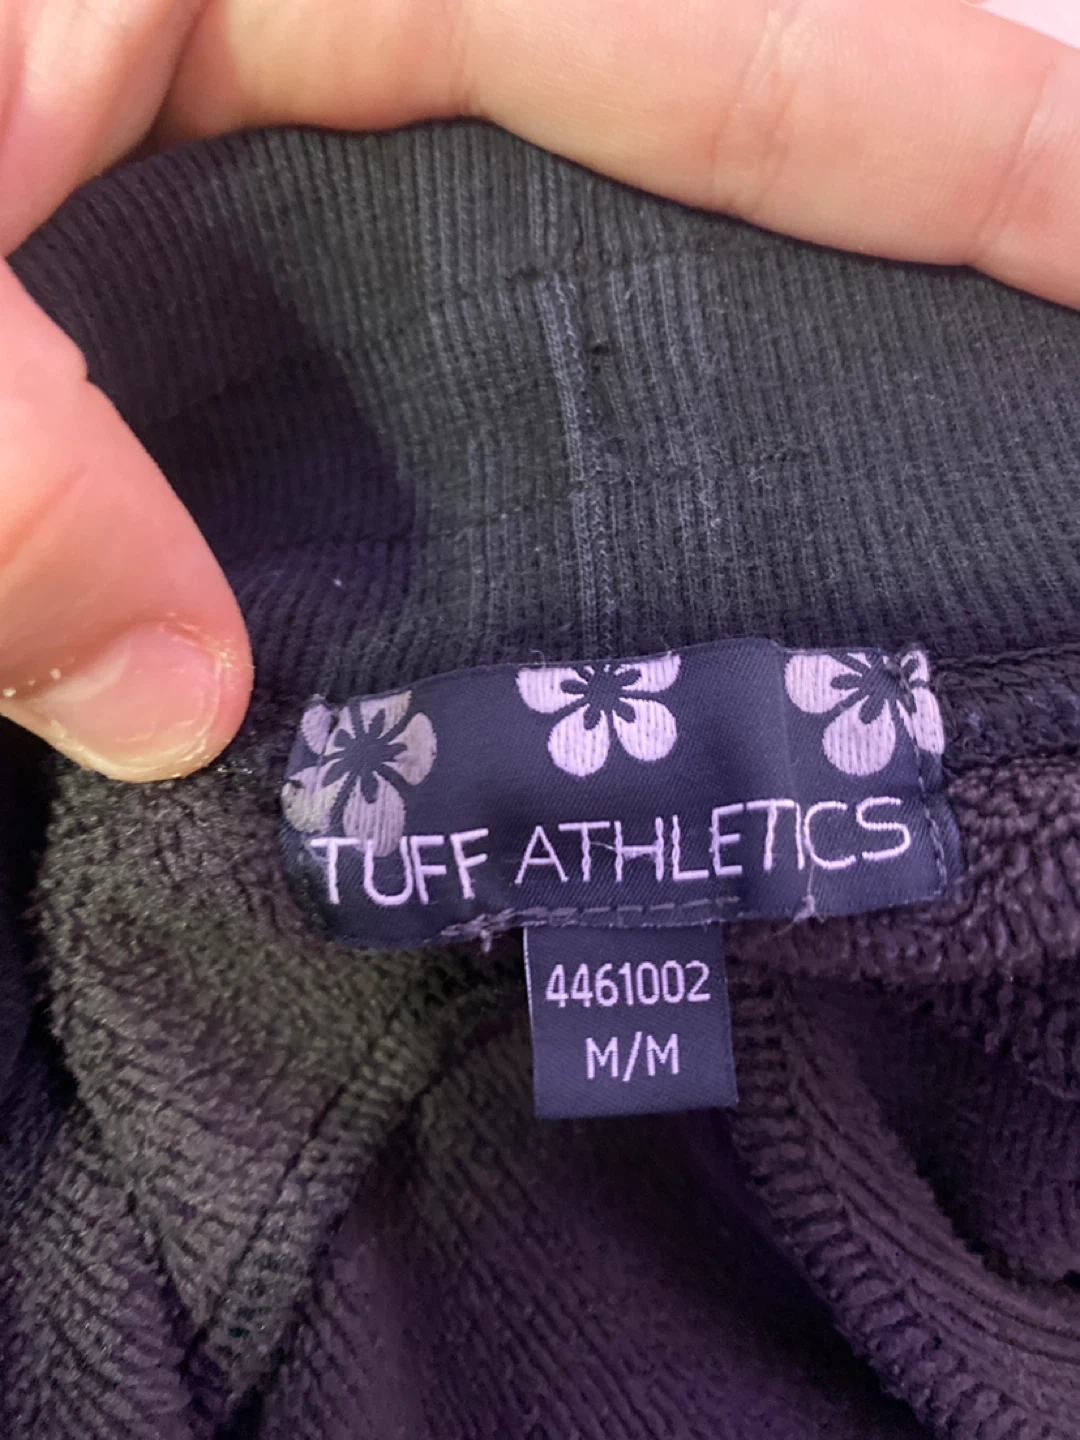 TUFF ATHLETICS
4461002
M/M